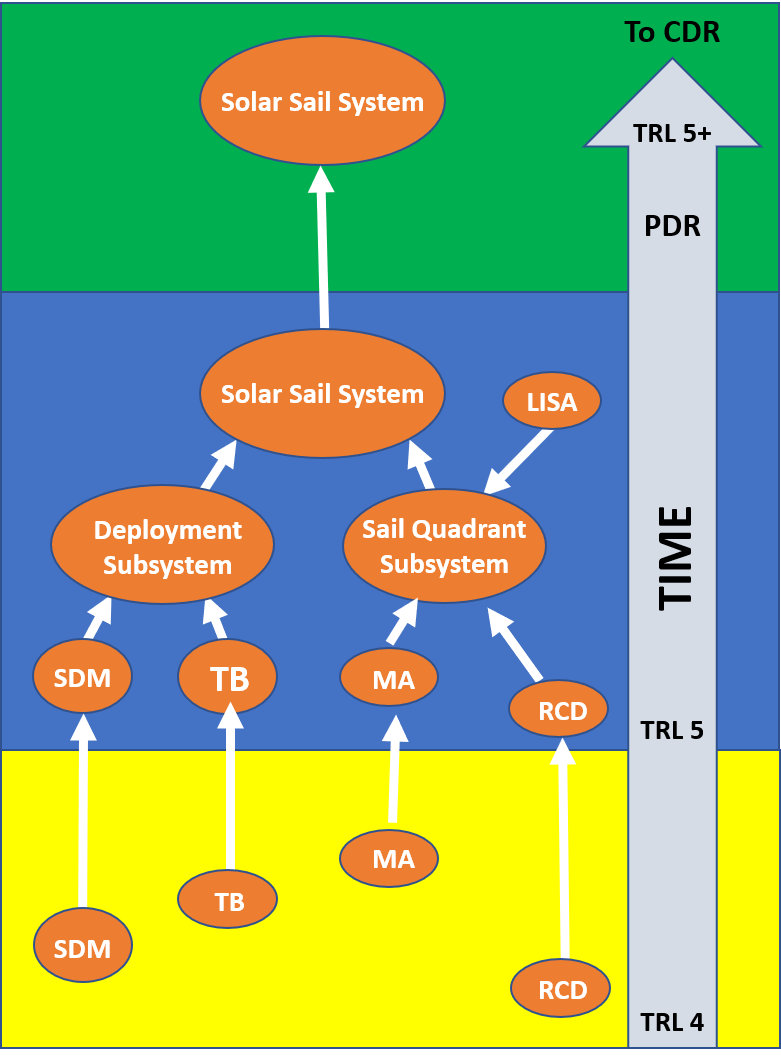 To CDR
Solar Sail System
TRL 5+
PDR
Solar Sail System
LISA
Deployment
Subsystem
Sail Quadrant
Subsystem
TIME
SDM
TB
MA
RCD
TRL 5
MA
TB
SDM
RCD
TRL 4